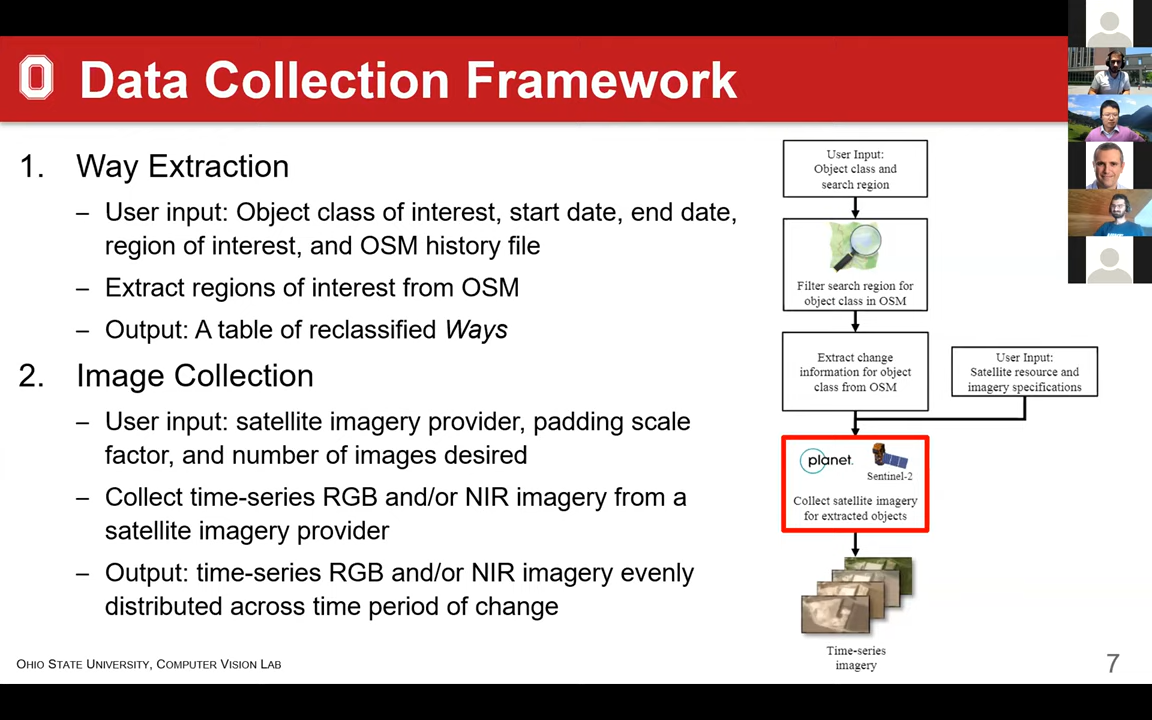 Data Collection Framework
1. Way Extraction
– User input: Object class of interest, start date, end date,
region of interest, and OSM history file
– Extract regions of interest from OSM
– Output: A table of reclassified Ways
2. Image Collection
– User input: satellite imagery provider, padding scale
factor, and number of images desired
– Collect time-series RGB and/or NIR imagery from a
satellite imagery provider
– Output: time-series RGB and/or NIR imagery evenly
distributed across time period of change
User Input:
Object class and
search region
Filter search region for
object class in OSM
Extract change
information for object
class from OSM
User Input:
Satellite resource and
imagery specifications
planet.
Sentinel-2
Collect satellite imagery
for extracted objects
Time-series
imagery
OHIO STATE UNIVERSITY, COMPUTER VISION LAB
7